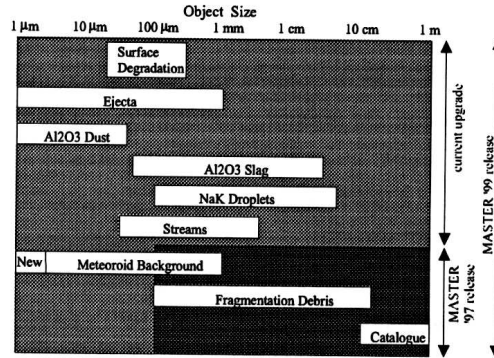 Object Size
1 μm 10 μm 100 μm 1 mm 1 cm 10 cm 1 m
Surface
Degradation
Ejecta
Al2O3 Dust
Al2O3 Slag
NaK Droplets
Streams
New Meteoroid Background
Fragmentation Debris
Catalogue
current upgrade
MASTER
'97 release
MASTER '99 release